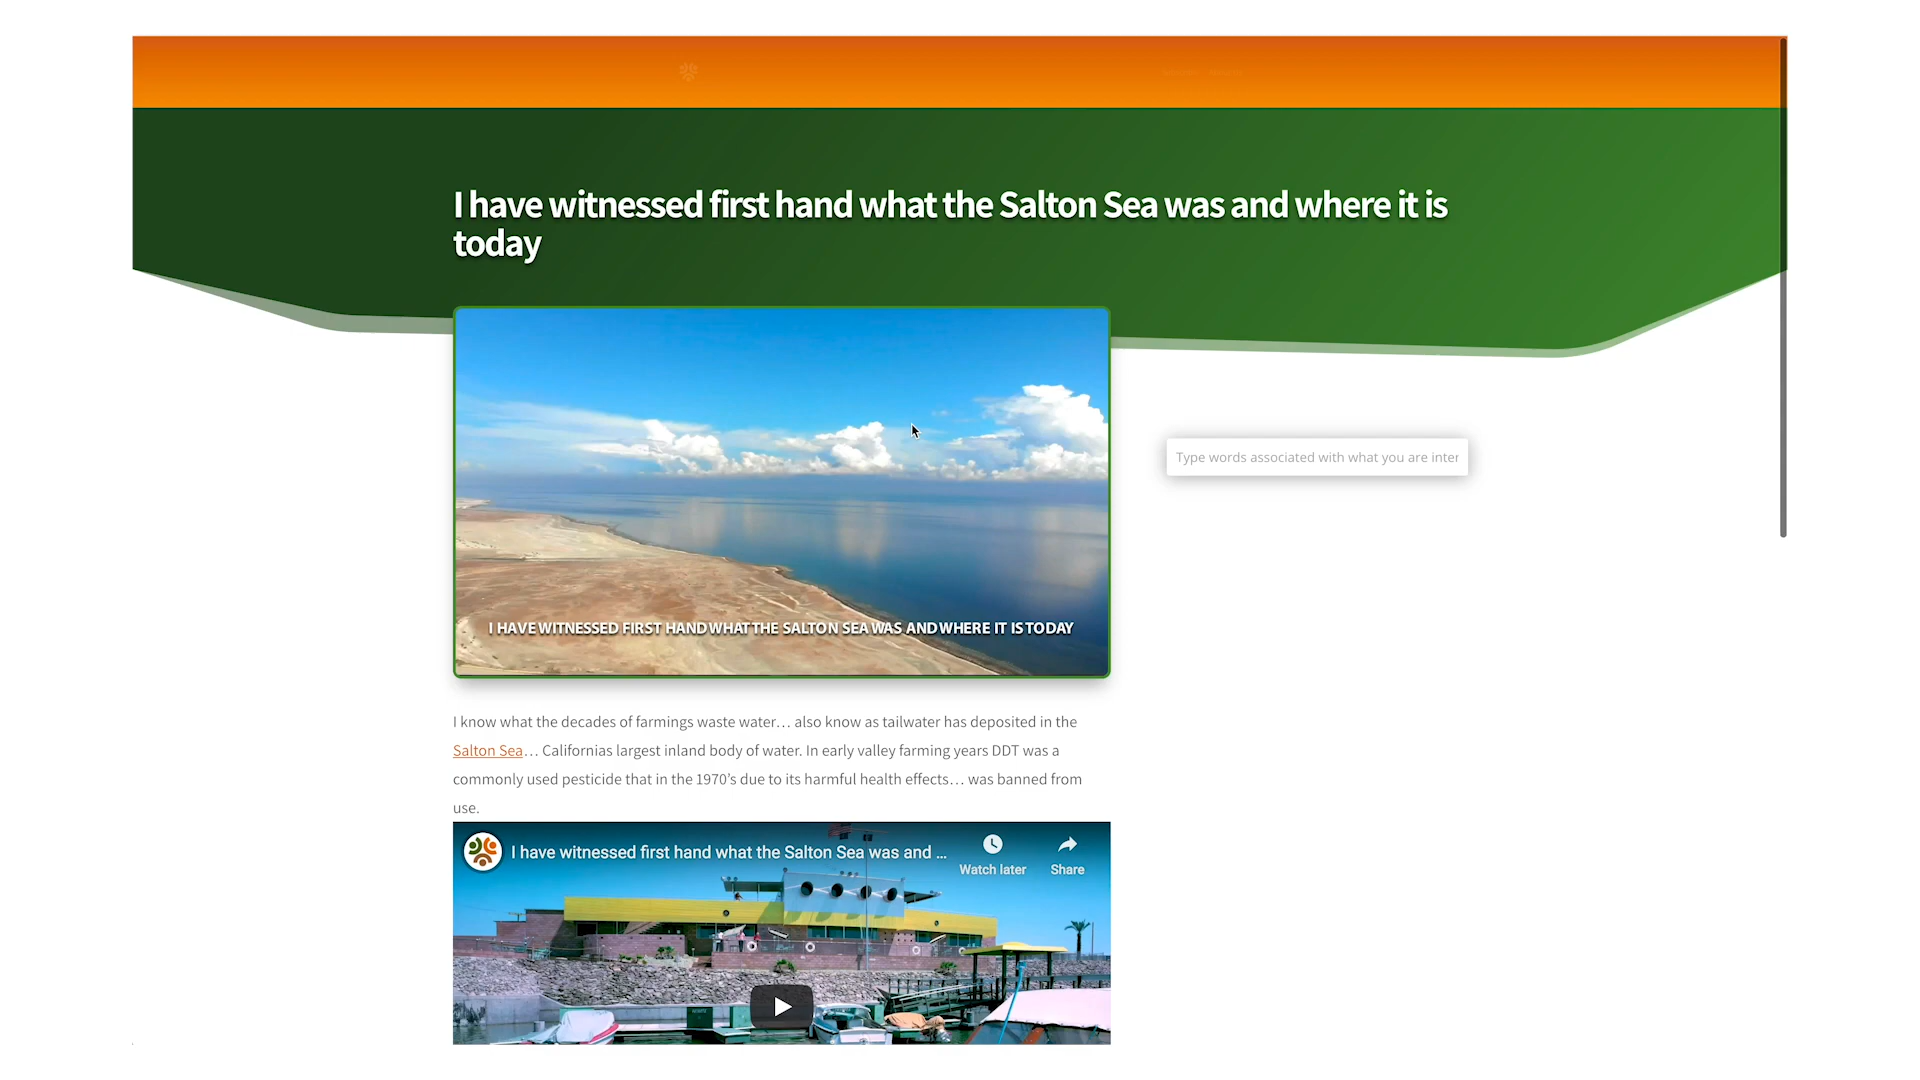 I have witnessed first hand what the Salton Sea was and where it is
today
Type words associated with what you are inter
I HAVE WITNESSED FIRST HAND WHAT THE SALTON SEA WAS AND WHERE IT IS TODAY
I know what the decades of farmings waste water… also know as tailwater has deposited in the
Salton Sea… Californias largest inland body of water. In early valley farming years DDT was a
commonly used pesticide that in the 1970’s due to its harmful health effects… was banned from
use.
I have witnessed first hand what the Salton Sea was and ...
Watch later
Share